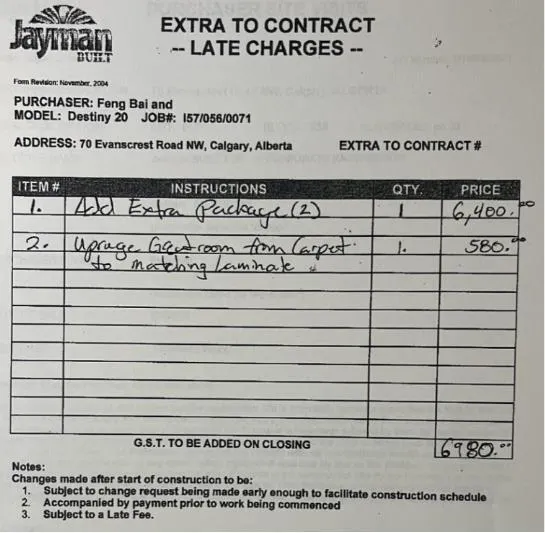 Jayman
BUILT
EXTRA TO CONTRACT
-- LATE CHARGES --
Form Revision: November, 2004
PURCHASER: Feng Bai and
MODEL: Destiny 20 JOB#: I57/056/0071
ADDRESS: 70 Evanscrest Road NW, Calgary, Alberta EXTRA TO CONTRACT #
ITEM # INSTRUCTIONS QTY. PRICE
1. Add Extra Package (2) 1 6,400.00
2. room from Carpet 1. 580.00
to matching Laminate
G.S.T. TO BE ADDED ON CLOSING 6980.00
Notes:
Changes made after start of construction to be:
1. Subject to change request being made early enough to facilitate construction schedule
2. Accompanied by payment prior to work being commenced
3. Subject to a Late Fee.